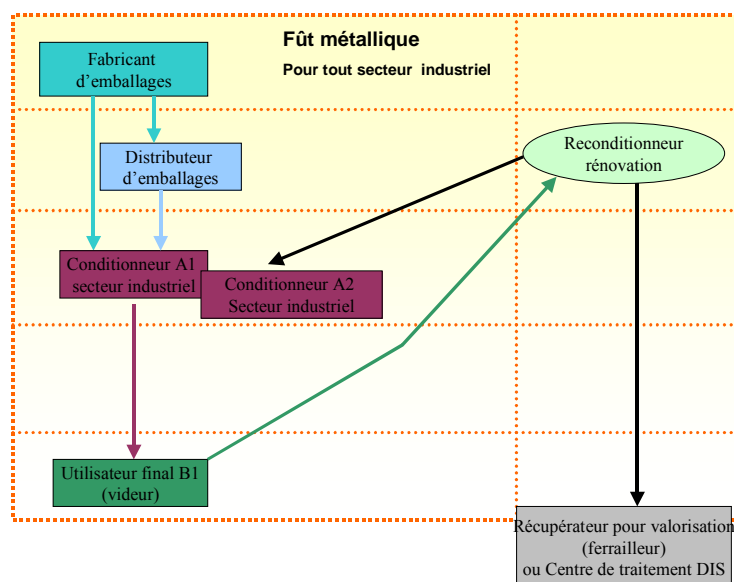 Fût métallique
Pour tout secteur industriel
Fabricant
d'emballages
Distributeur
d'emballages
Reconditionneur
rénovation
Conditionneur A1
secteur industriel
Conditionneur A2
Secteur industriel
Utilisateur final B1
(videur)
Récupérateur pour valorisation
(ferrailleur)
ou Centre de traitement DIS